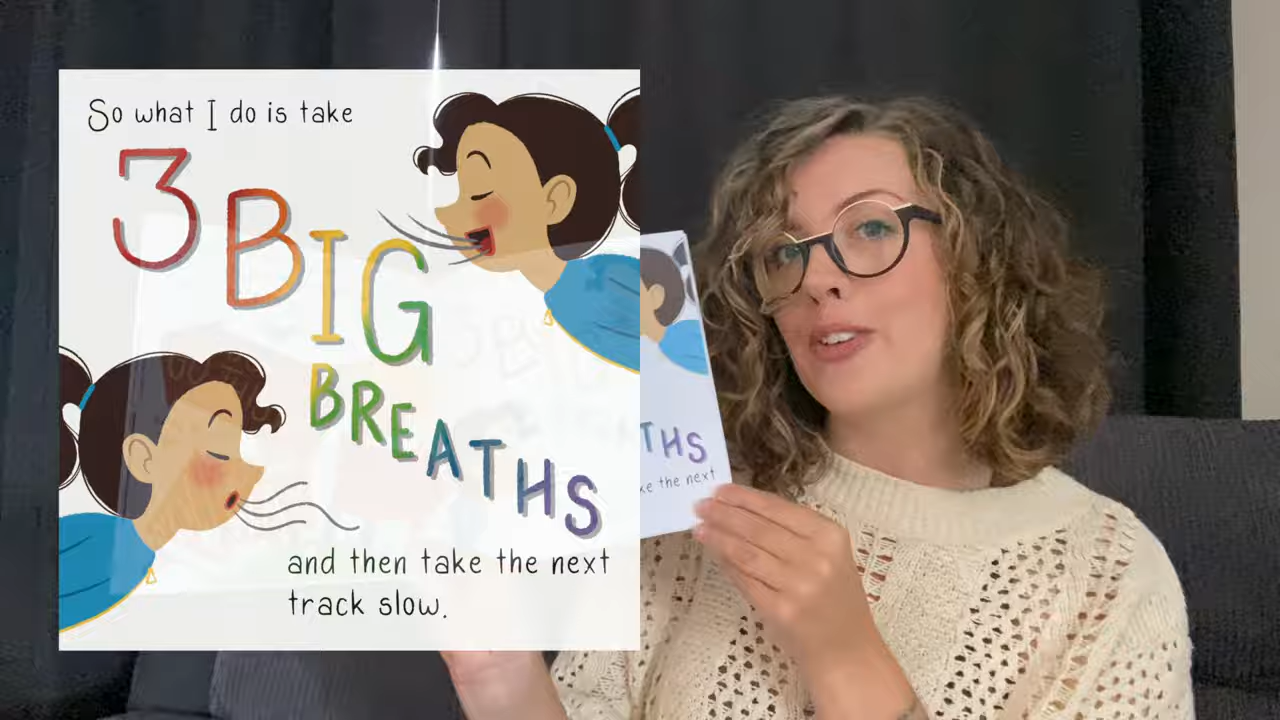 So what I do is take
3 BIG
BREATHS
and then take the next
track slow.
THS
ke the next